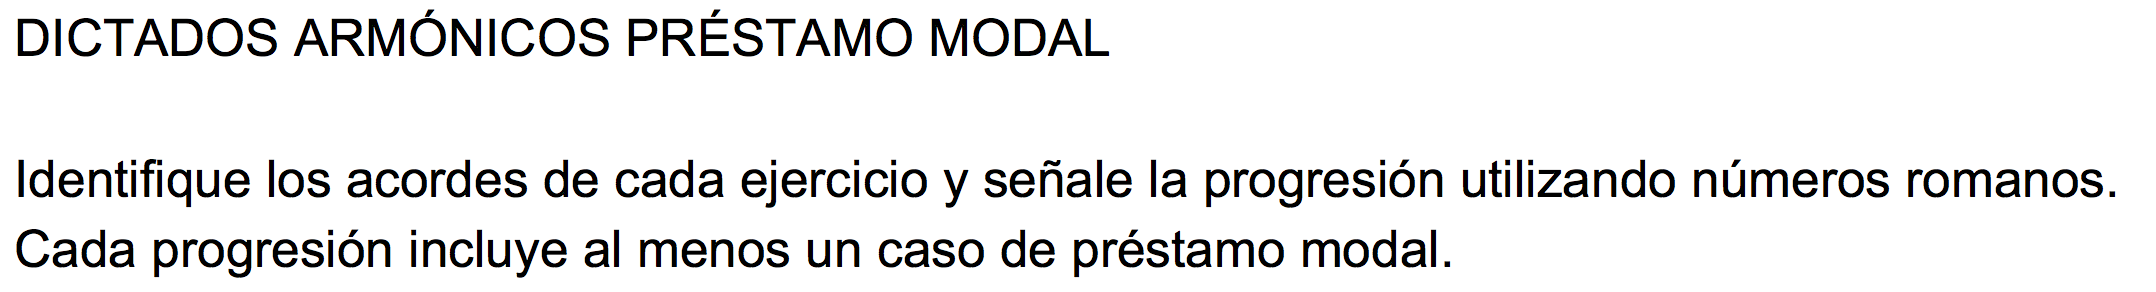 DICTADOS ARMÓNICOS PRÉSTAMO MODAL
Identifique los acordes de cada ejercicio y señale la progresión utilizando números romanos.
Cada progresión incluye al menos un caso de préstamo modal.